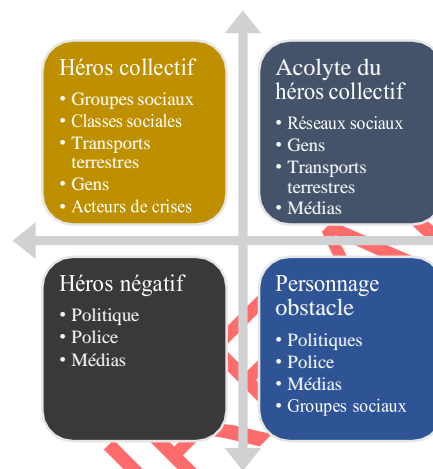 Héros collectif
• Groupes sociaux
• Classes sociales
• Transports
terrestres
• Gens
• Acteurs de crises
Acolyte du
héros collectif
• Réseaux sociaux
• Gens
• Transports
terrestres
• Médias
Héros négatif
• Politique
• Police
• Médias
Personnage
obstacle
• Politiques
• Police
• Médias
• Groupes sociaux